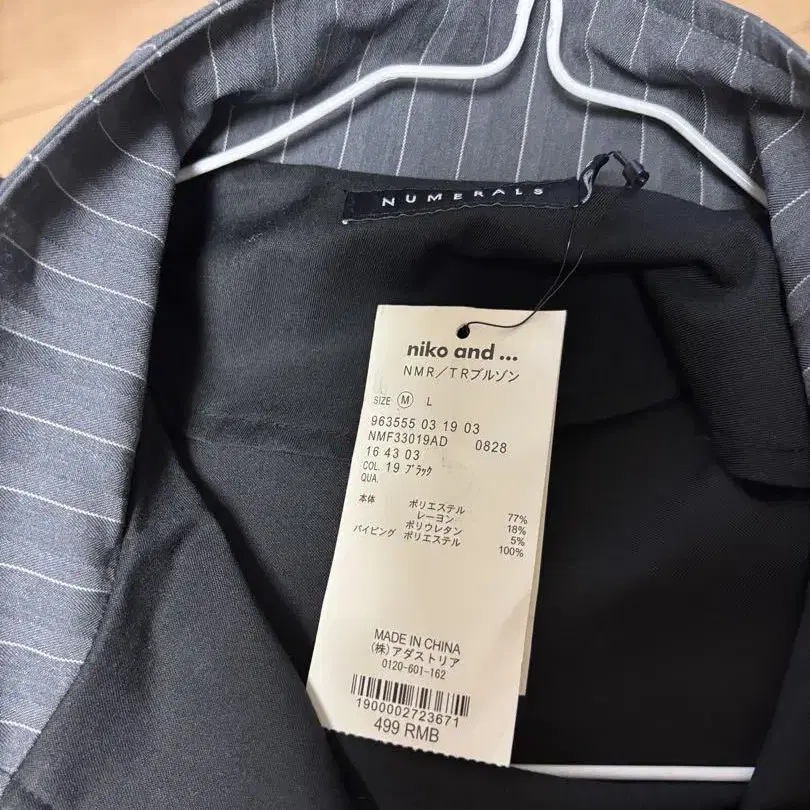 NUMERALS
niko and ...
NMR／TRブルゾン
SIZE M L
963555 03 19 03
NMF33019AD 0828
16 43 03
COL. 19 ブラック
QUA.
本体 ポリエステル 77%
レーヨン 18%
ポリウレタン 5%
パイピング ポリエステル 100%
MADE IN CHINA
(株)アダストリア
0120-601-162
1900002723671
499 RMB